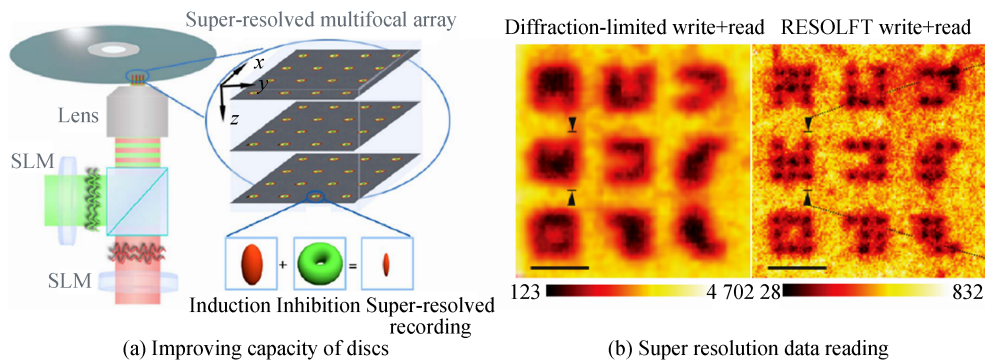 Super-resolved multifocal array
x
y
z
Lens
SLM
SLM
+
=
Induction Inhibition Super-resolved
recording
(a) Improving capacity of discs
Diffraction-limited write+read
RESOLFT write+read
123
4 702
28
832
(b) Super resolution data reading